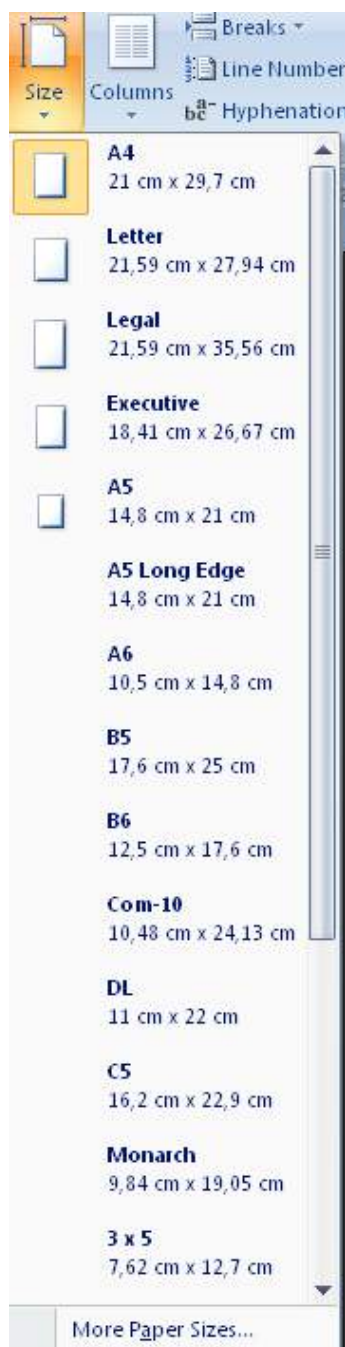 Breaks
Line Number
Size
Columns
Hyphenation
A4
21 cm x 29,7 cm
Letter
21,59 cm x 27,94 cm
Legal
21,59 cm x 35,56 cm
Executive
18,41 cm x 26,67 cm
A5
14,8 cm x 21 cm
A5 Long Edge
14,8 cm x 21 cm
A6
10,5 cm x 14,8 cm
B5
17,6 cm x 25 cm
B6
12,5 cm x 17,6 cm
Com-10
10,48 cm x 24,13 cm
DL
11 cm x 22 cm
C5
16,2 cm x 22,9 cm
Monarch
9,84 cm x 19,05 cm
3 x 5
7,62 cm x 12,7 cm
More Paper Sizes...